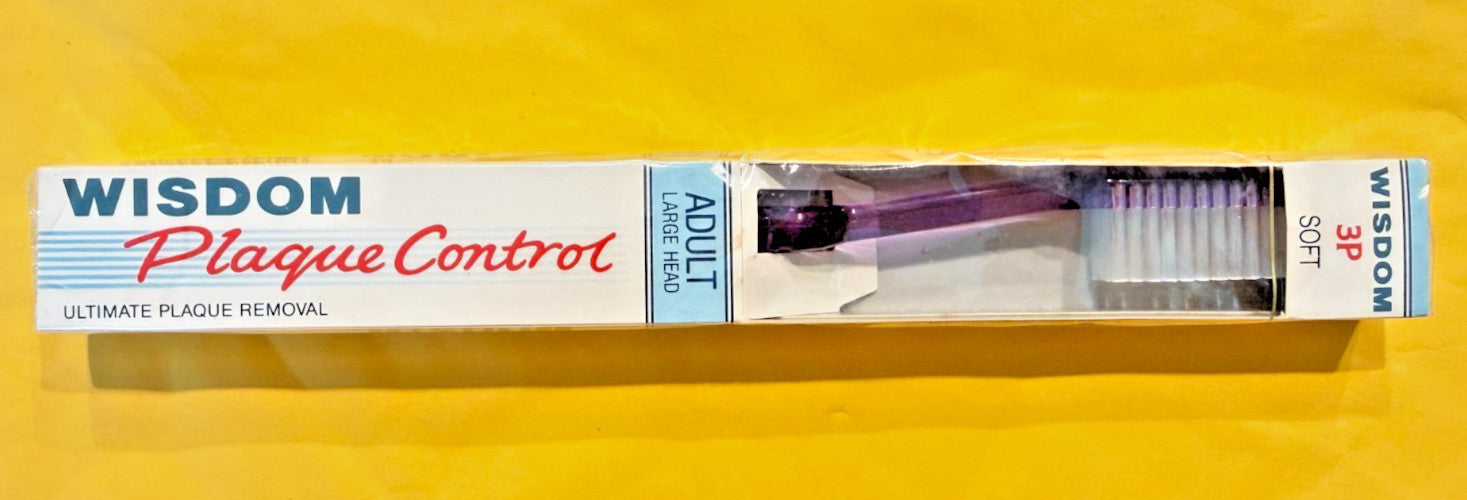 WISDOM
Plaque Control
ULTIMATE PLAQUE REMOVAL
ADULT
LARGE HEAD
WISDOM
3P
SOFT